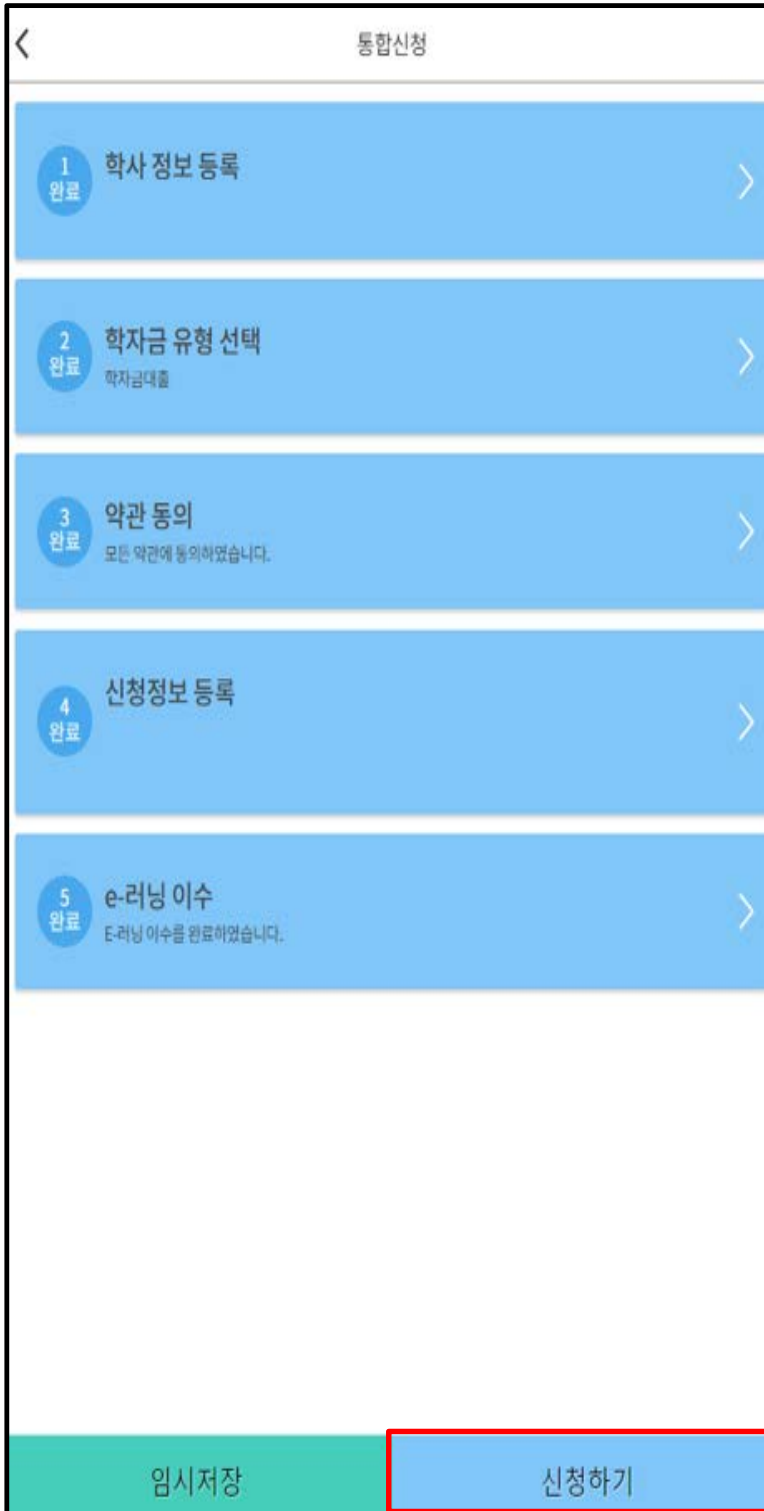 통합신청
1
완료
학사 정보 등록
2
완료
학자금 유형 선택
학자금대출
3
완료
약관 동의
모든 약관에 동의하였습니다.
4
완료
신청정보 등록
5
완료
e-러닝 이수
E-러닝 이수를 완료하였습니다.
임시저장
신청하기